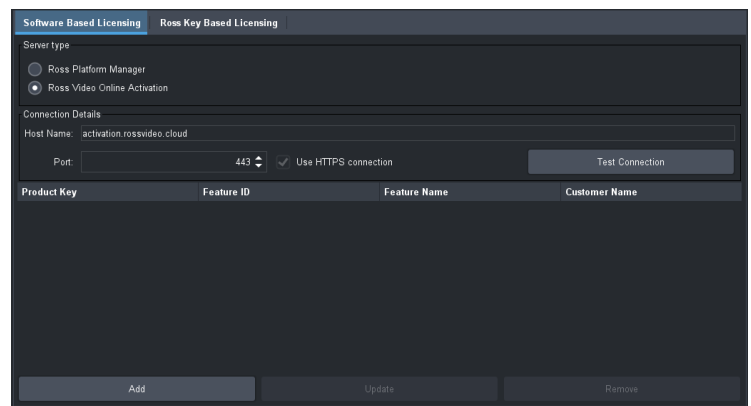 Software Based Licensing Ross Key Based Licensing
Server type
Ross Platform Manager
Ross Video Online Activation
Connection Details
Host Name: activation.rossvideo.cloud
Port: 443 Use HTTPS connection Test Connection
Product Key Feature ID Feature Name Customer Name
Add Update Remove